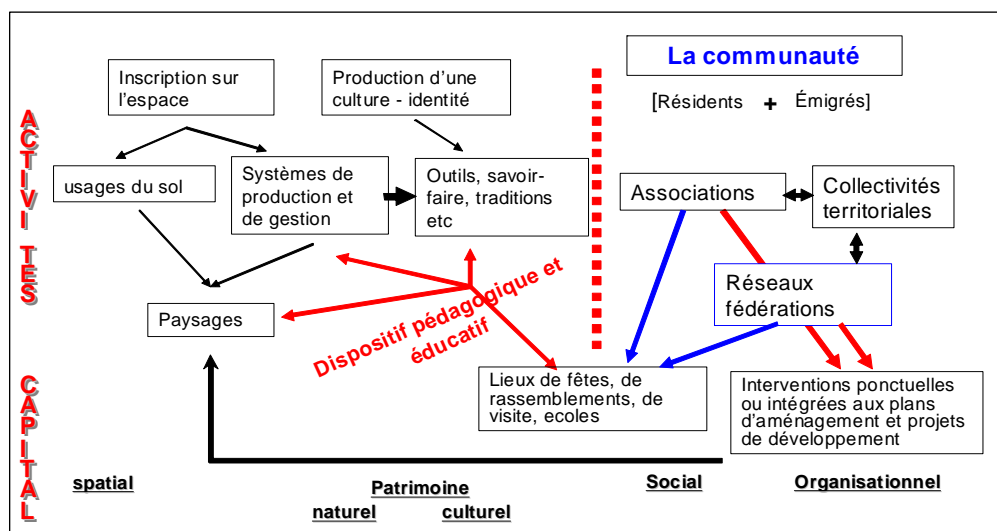 La communauté
[Résidents + Émigrés]
Inscription sur
l'espace
Production d'une
culture - identité
ACTIVITES
usages du sol
Systèmes de
production et
de gestion
Outils, savoir-
faire, traditions
etc
Associations
Collectivités
territoriales
Réseaux
fédérations
Paysages
Dispositif pédagogique et
éducatif
Lieux de fêtes, de
rassemblements, de
visite, ecoles
Interventions ponctuelles
ou intégrées aux plans
d'aménagement et projets
de développement
CAPITAL
spatial
Patrimoine
naturel culturel
Social
Organisationnel